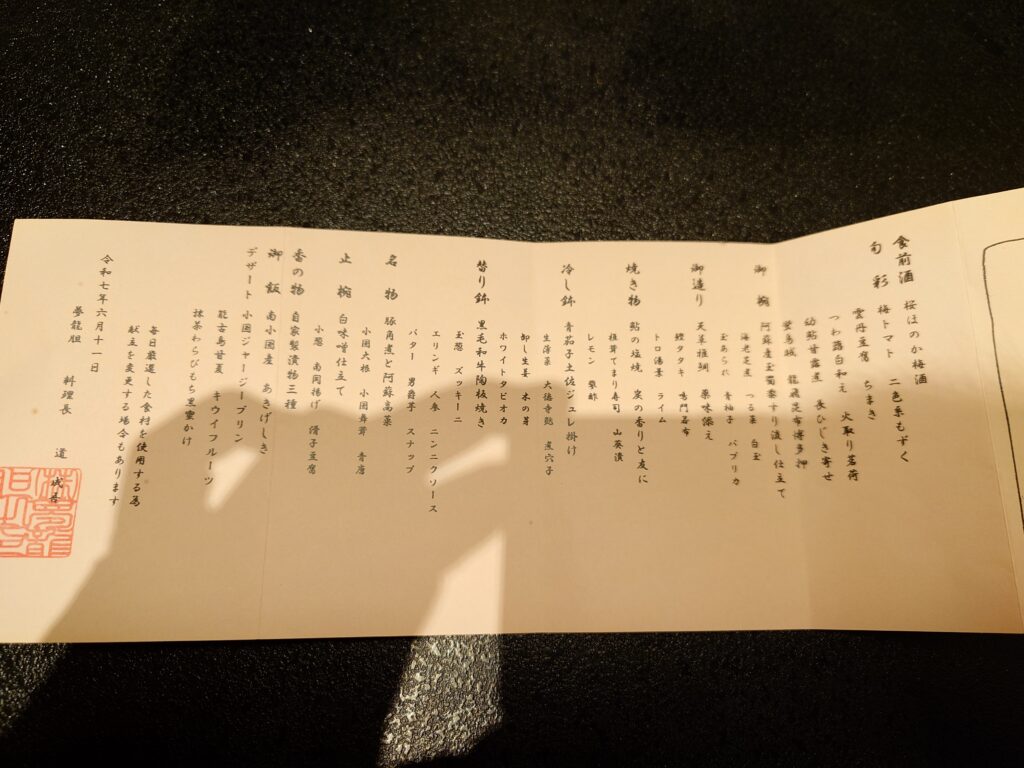 食前酒 桜ほのか梅酒
旬彩 梅トマト 二色糸もずく
雲丹豆腐 ちまき
つわ蕗白和え 火取り茗荷
幼鮎甘露煮 長ひじき寄せ
蛍烏賊 龍飛昆布博多押
御椀 阿蘇産玉蜀黍すり流し仕立て
海老芝煮 つる菜 白玉
玉あられ 青柚子 パプリカ
御造り 天草椎鯛 薬味添え
鰹タタキ 鳴門若布
トロ湯葉 ライム
焼き物 鮎の塩焼 炭の香りと友に
椎茸てまり寿司 山葵漬
レモン 蓼酢
冷し鉢 青茄子土佐ジュレ掛け
生蓴菜 大徳寺麩 煮穴子
卸し生姜 木の芽
ホワイトタピオカ
替り鉢 黒毛和牛陶板焼き
玉葱 ズッキーニ
エリンギ 人参 ニンニクソース
バター 男爵芋 スナップ
名物 豚角煮と阿蘇高菜
小国大根 小国舞茸 青唐
止椀 白味噌仕立て
小葱 南関揚げ 優子豆腐
香の物 自家製漬物三種
御飯 南小国産 あきげしき
デザート 小国ジャージープリン
龍古島甘夏 キウイフルーツ
抹茶わらびもち黒蜜かけ
毎日厳選した食材を使用する為
献立を変更する場合もあります
令和七年六月十一日
夢龍胆 料理長 道